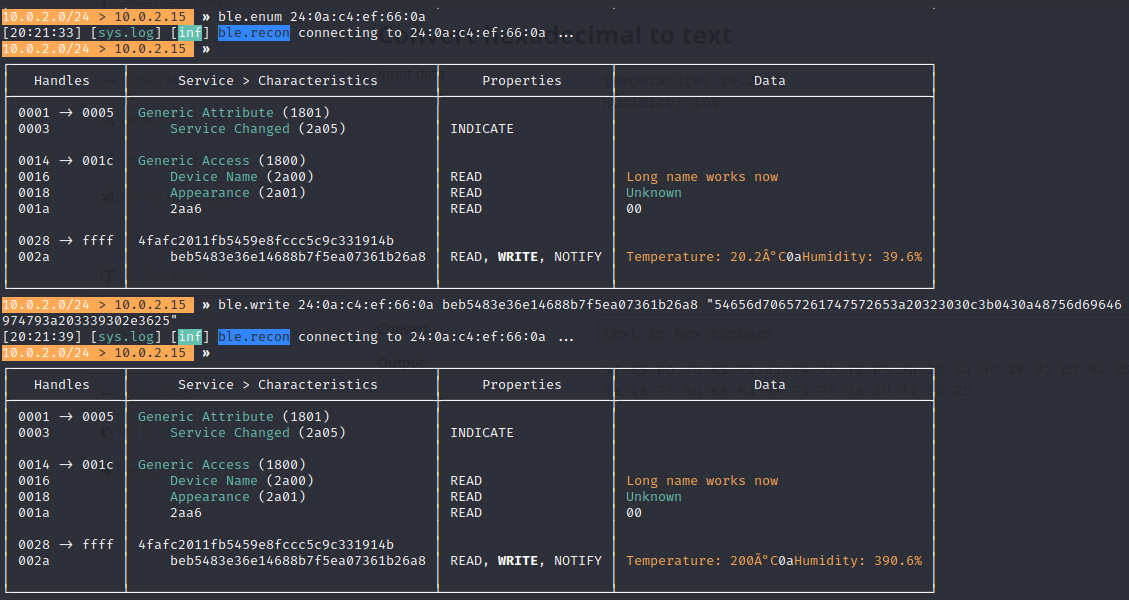 10.0.2.0/24 > 10.0.2.15 » ble.enum 24:0a:c4:ef:66:0a
[20:21:33] [sys.log] [inf] ble.recon connecting to 24:0a:c4:ef:66:0a ...
10.0.2.0/24 > 10.0.2.15 »
Handles Service > Characteristics Properties Data
0001 -> 0005 Generic Attribute (1801)
0003 Service Changed (2a05) INDICATE
0014 -> 001c Generic Access (1800)
0016 Device Name (2a00) READ Long name works now
0018 Appearance (2a01) READ Unknown
001a 2aa6 READ 00
0028 -> ffff 4fafc2011fb5459e8fccc5c9c331914b
002a beb5483e36e14688b7f5ea07361b26a8 READ, WRITE, NOTIFY Temperature: 20.2Â°C0aHumidity: 39.6%
10.0.2.0/24 > 10.0.2.15 » ble.write 24:0a:c4:ef:66:0a beb5483e36e14688b7f5ea07361b26a8 "54656d70657261747572653a20323030c3b0430a48756d69646
974793a203339302e3625"
[20:21:39] [sys.log] [inf] ble.recon connecting to 24:0a:c4:ef:66:0a ...
10.0.2.0/24 > 10.0.2.15 »
Handles Service > Characteristics Properties Data
0001 -> 0005 Generic Attribute (1801)
0003 Service Changed (2a05) INDICATE
0014 -> 001c Generic Access (1800)
0016 Device Name (2a00) READ Long name works now
0018 Appearance (2a01) READ Unknown
001a 2aa6 READ 00
0028 -> ffff 4fafc2011fb5459e8fccc5c9c331914b
002a beb5483e36e14688b7f5ea07361b26a8 READ, WRITE, NOTIFY Temperature: 200Ã°C0aHumidity: 390.6%